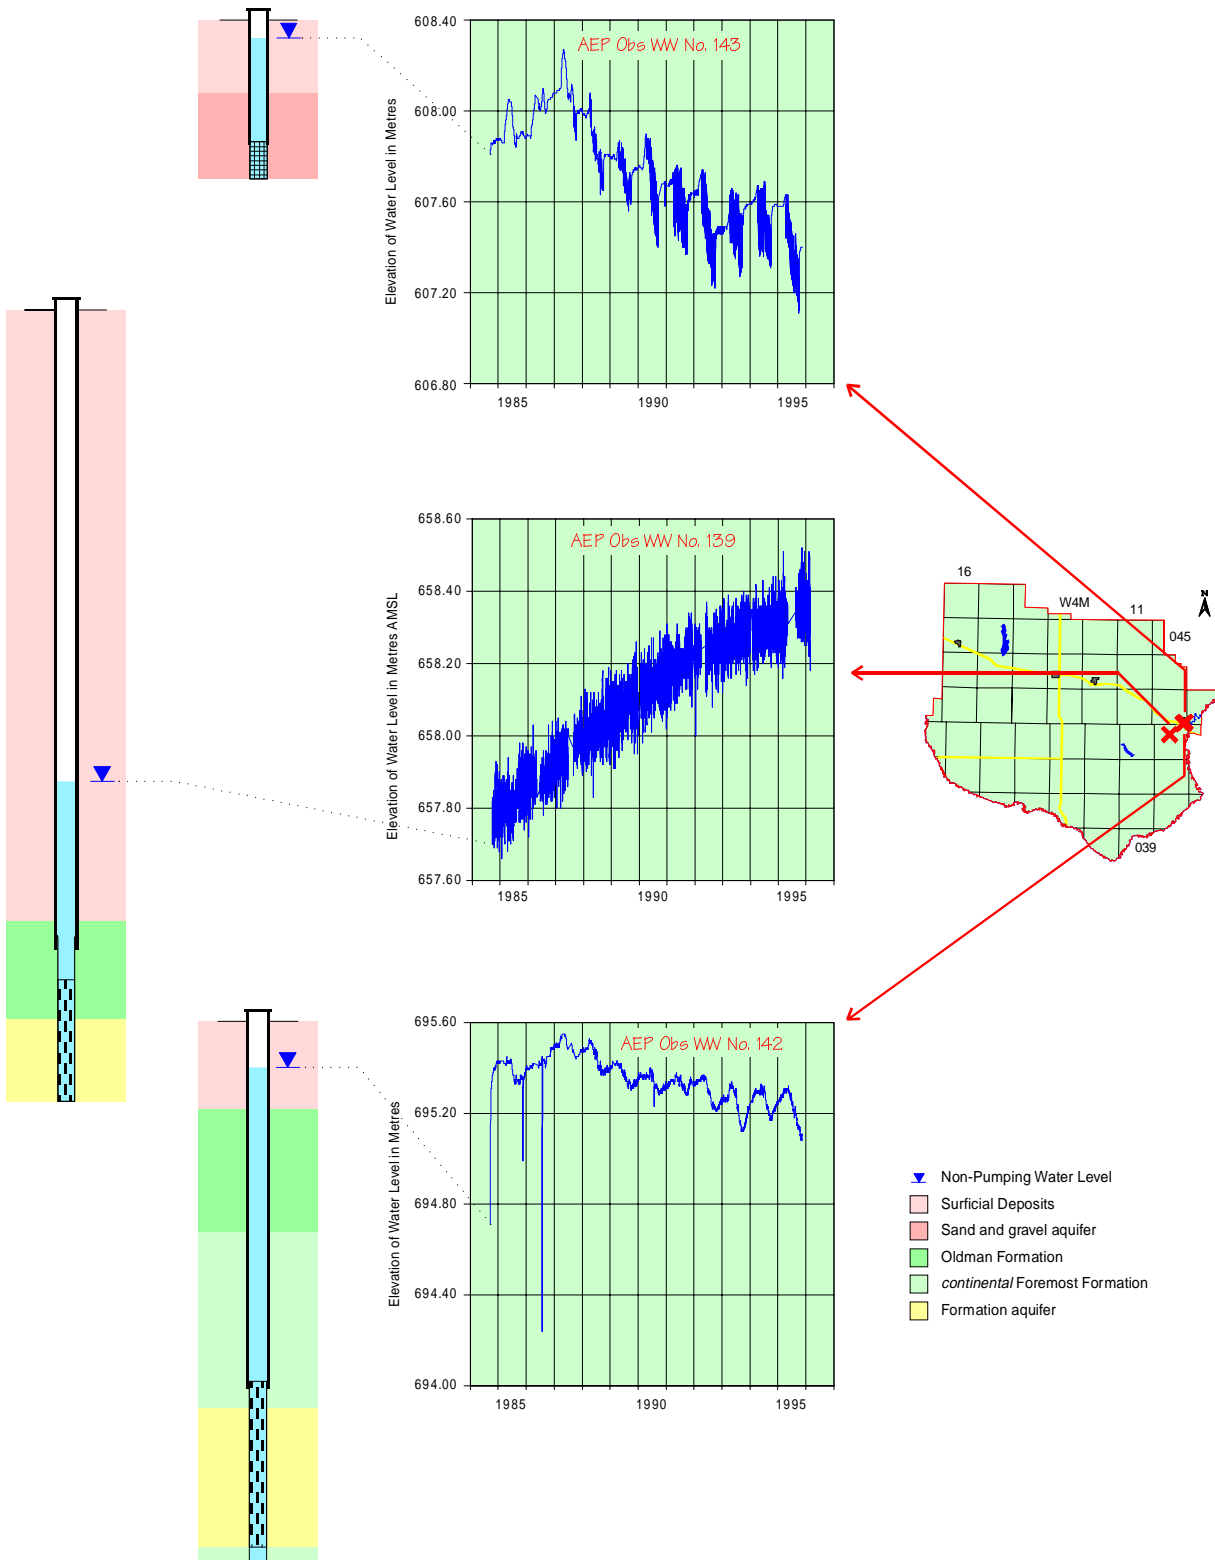 AEP Obs WW No. 143
Elevation of Water Level in Metres
608.40
608.00
607.60
607.20
606.80
1985
1990
1995
AEP Obs WW No. 139
Elevation of Water Level in Metres AMSL
658.60
658.40
658.20
658.00
657.80
657.60
1985
1990
1995
16
W4M
11
045
039
N
AEP Obs WW No. 142
Elevation of Water Level in Metres
695.60
695.20
694.80
694.40
694.00
1985
1990
1995
Non-Pumping Water Level
Surficial Deposits
Sand and gravel aquifer
Oldman Formation
continental Foremost Formation
Formation aquifer